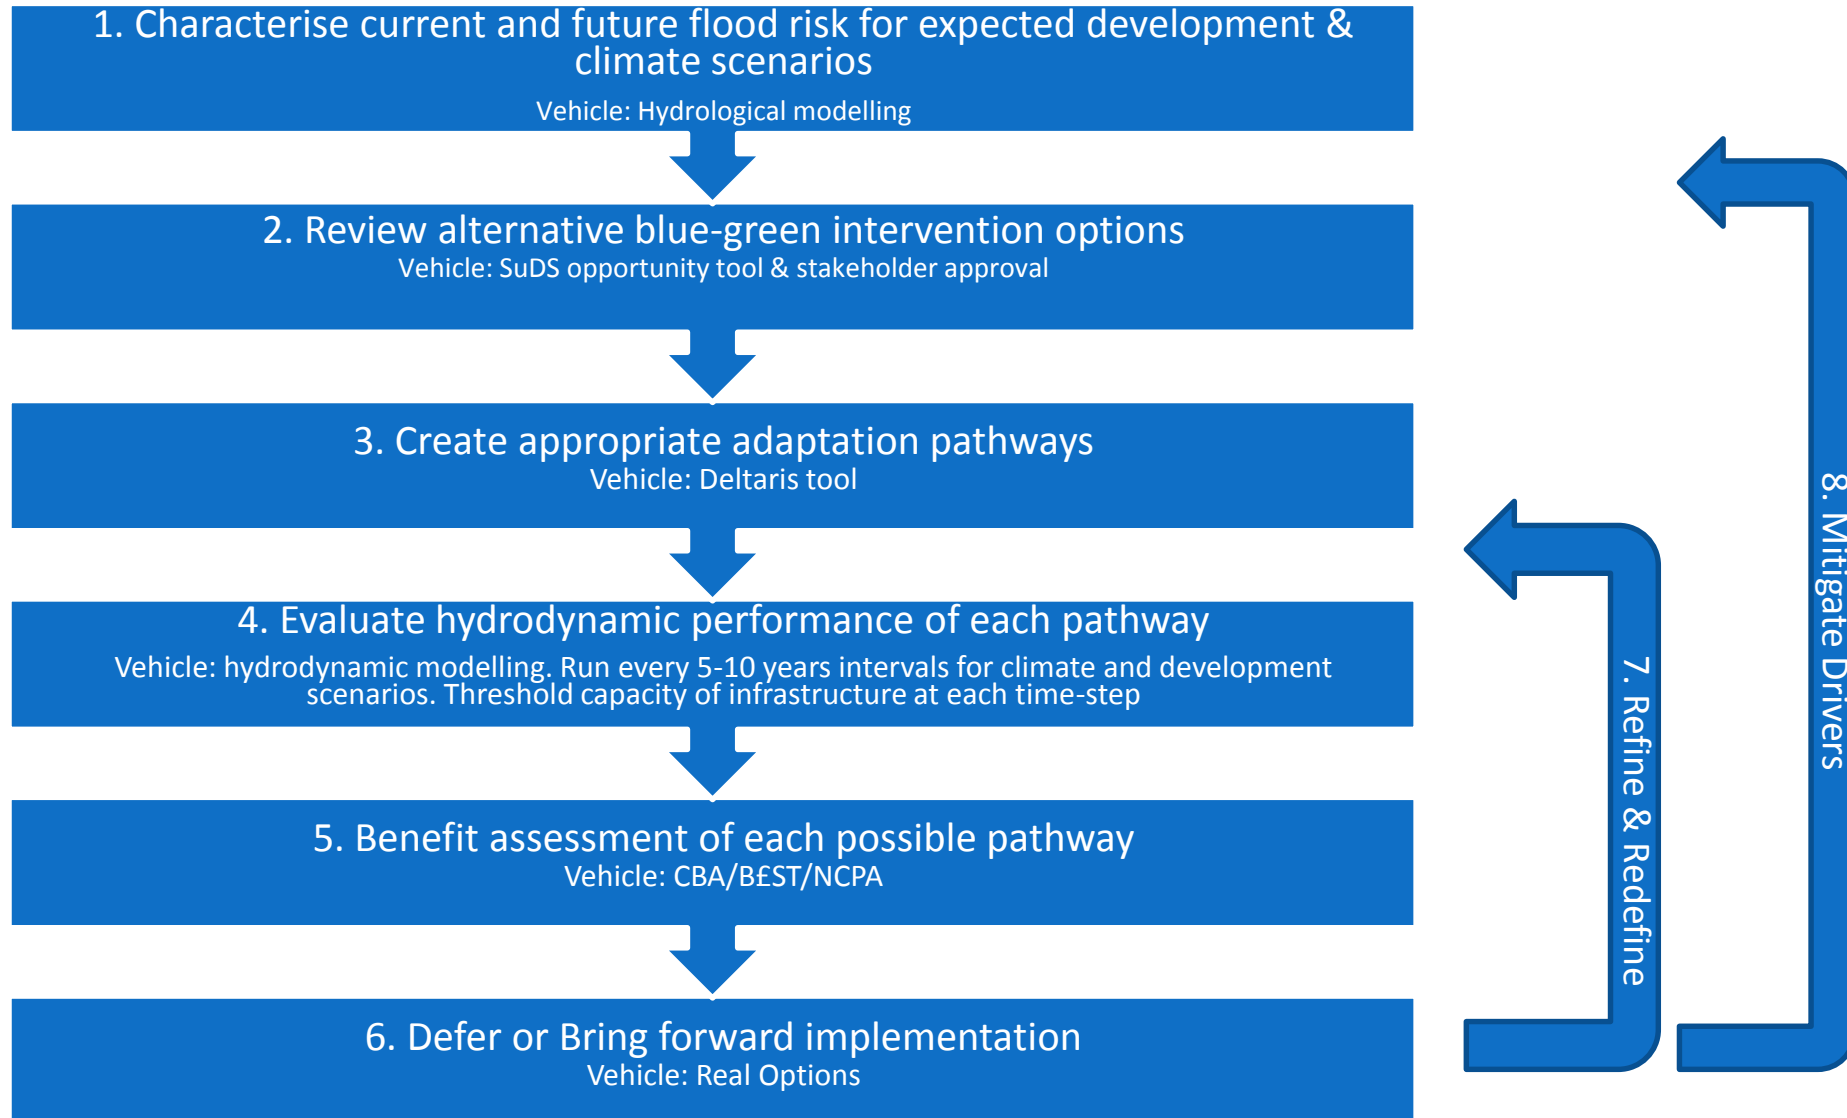 1. Characterise current and future flood risk for expected development &
climate scenarios
Vehicle: Hydrological modelling
2. Review alternative blue-green intervention options
Vehicle: SuDS opportunity tool & stakeholder approval
3. Create appropriate adaptation pathways
Vehicle: Deltaris tool
4. Evaluate hydrodynamic performance of each pathway
Vehicle: hydrodynamic modelling. Run every 5-10 years intervals for climate and development
scenarios. Threshold capacity of infrastructure at each time-step
5. Benefit assessment of each possible pathway
Vehicle: CBA/B£ST/NCPA
6. Defer or Bring forward implementation
Vehicle: Real Options
7. Refine & Redefine
8. Mitigate Drivers